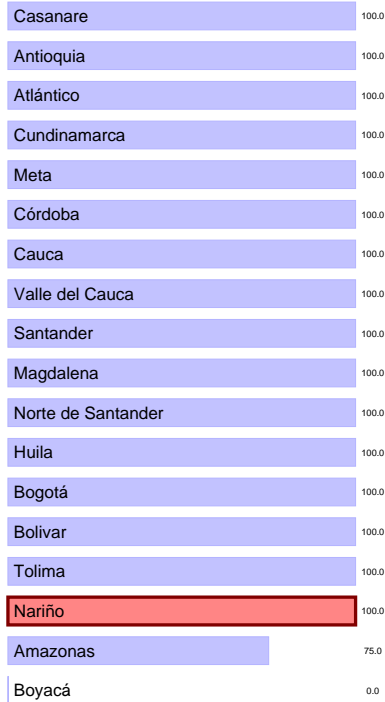 Casanare 100.0
Antioquia 100.0
Atlántico 100.0
Cundinamarca 100.0
Meta 100.0
Córdoba 100.0
Cauca 100.0
Valle del Cauca 100.0
Santander 100.0
Magdalena 100.0
Norte de Santander 100.0
Huila 100.0
Bogotá 100.0
Bolivar 100.0
Tolima 100.0
Nariño 100.0
Amazonas 75.0
Boyacá 0.0